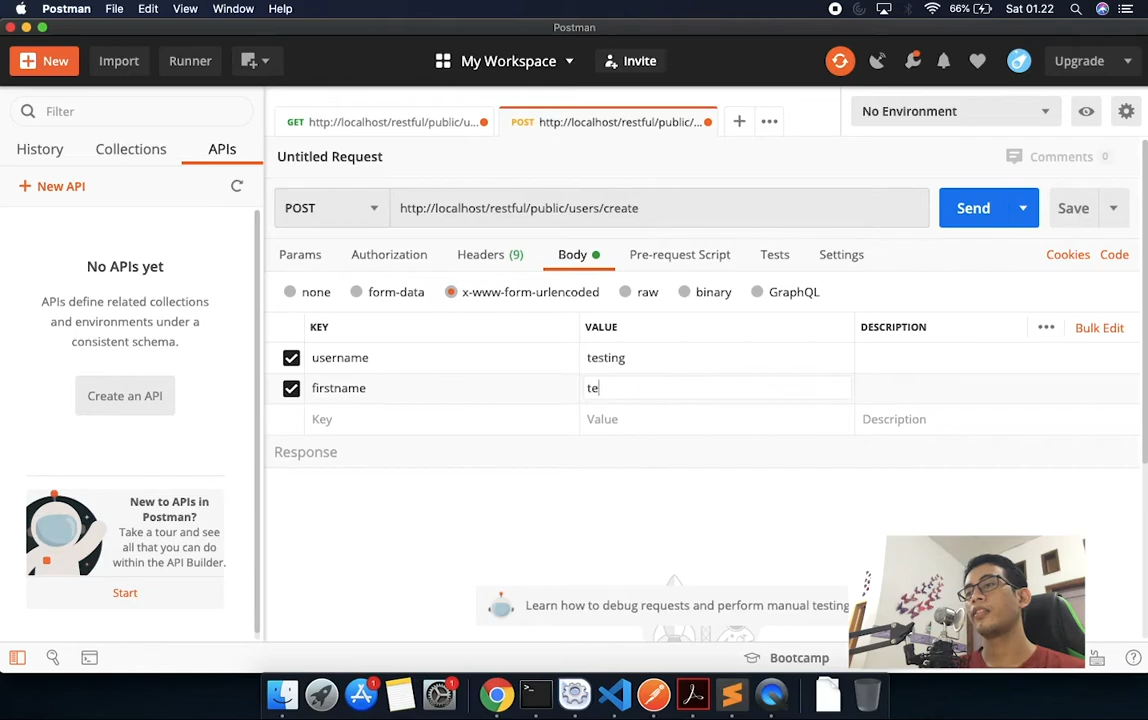 Postman File Edit View Window Help 66% Sat 01.22
Postman
New Import Runner My Workspace Invite Upgrade
Filter
History Collections APIs
+ New API
No APIs yet
APIs define related collections
and environments under a
consistent schema.
Create an API
New to APIs in
Postman?
Take a tour and see
all that you can do
within the API Builder.
Start
GET http://localhost/restful/public/u... POST http://localhost/restful/public/... + •••
No Environment
Untitled Request Comments 0
POST http://localhost/restful/public/users/create Send Save
Params Authorization Headers (9) Body Pre-request Script Tests Settings Cookies Code
none form-data x-www-form-urlencoded raw binary GraphQL
KEY VALUE DESCRIPTION ••• Bulk Edit
username testing
firstname te
Key Value Description
Response
Learn how to debug requests and perform manual testing
Bootcamp
1 1